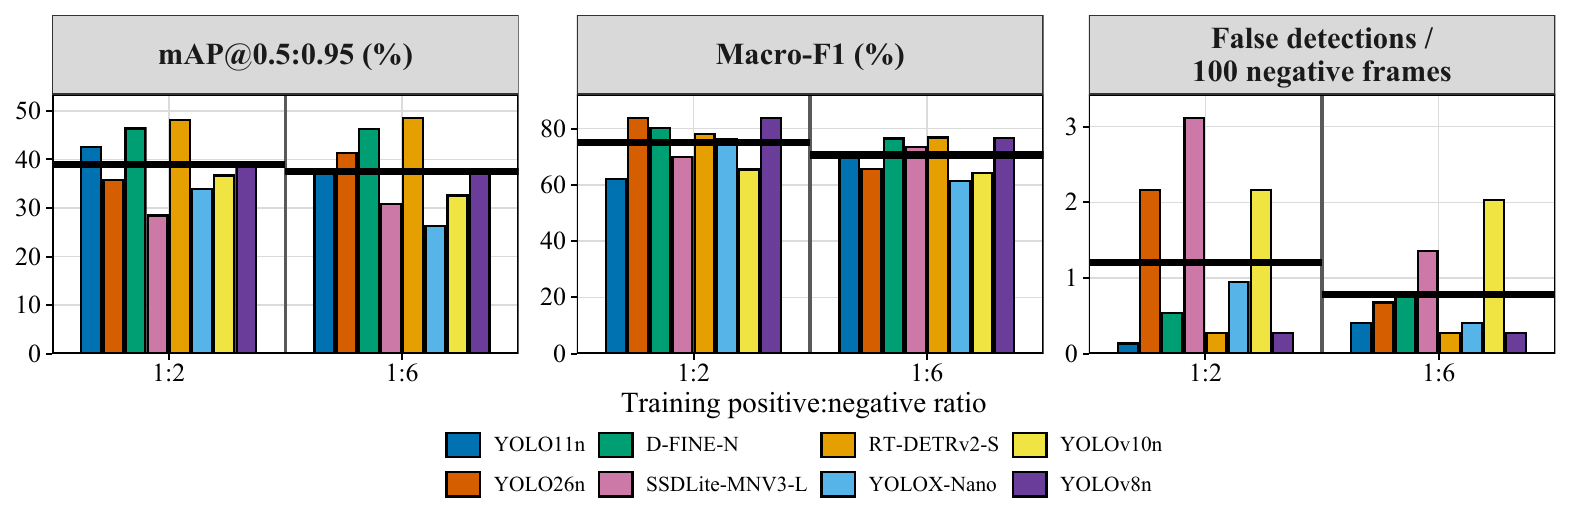 mAP@0.5:0.95 (%)
Macro-F1 (%)
False detections /
100 negative frames
50
40
30
20
10
0
1:2
1:6
80
60
40
20
0
1:2
1:6
3
2
1
0
1:2
1:6
Training positive:negative ratio
YOLO11n
D-FINE-N
RT-DETRv2-S
YOLOv10n
YOLO26n
SSDLite-MNV3-L
YOLOX-Nano
YOLOv8n